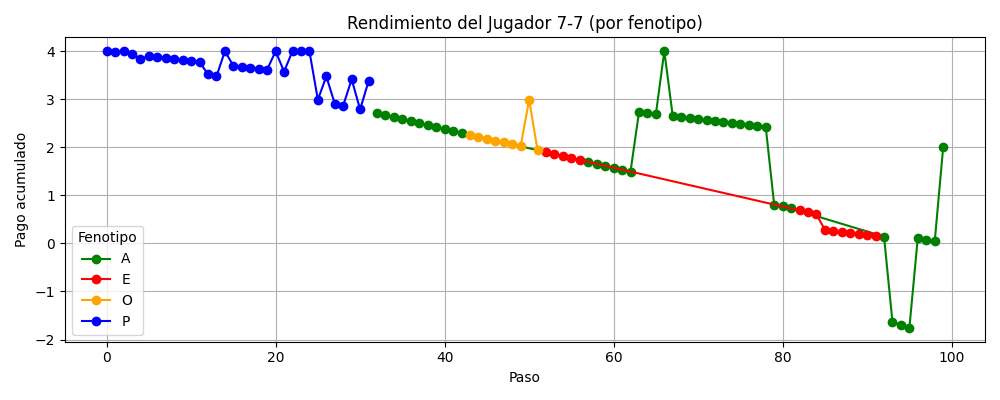 Rendimiento del Jugador 7-7 (por fenotipo)
Pago acumulado
4
3
2
1
0
−1
−2
Fenotipo
A
E
O
P
0 20 40 60 80 100
Paso